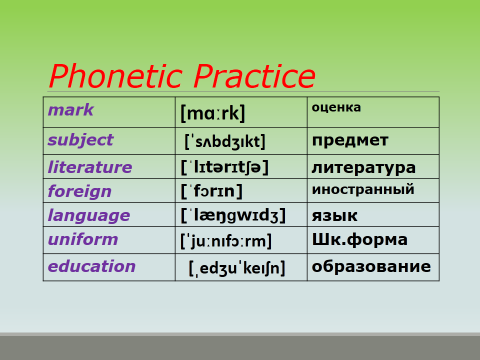 Phonetic Practice
mark [mɑːrk] оценка
subject [ˈsʌbdʒɪkt] предмет
literature [ˈlɪtərɪtʃə] литература
foreign [ˈfɔrɪn] иностранный
language [ˈlæŋgwɪdʒ] язык
uniform [ˈjuːnɪfɔːrm] Шк.форма
education [ˌedʒuˈkeɪʃn] образование